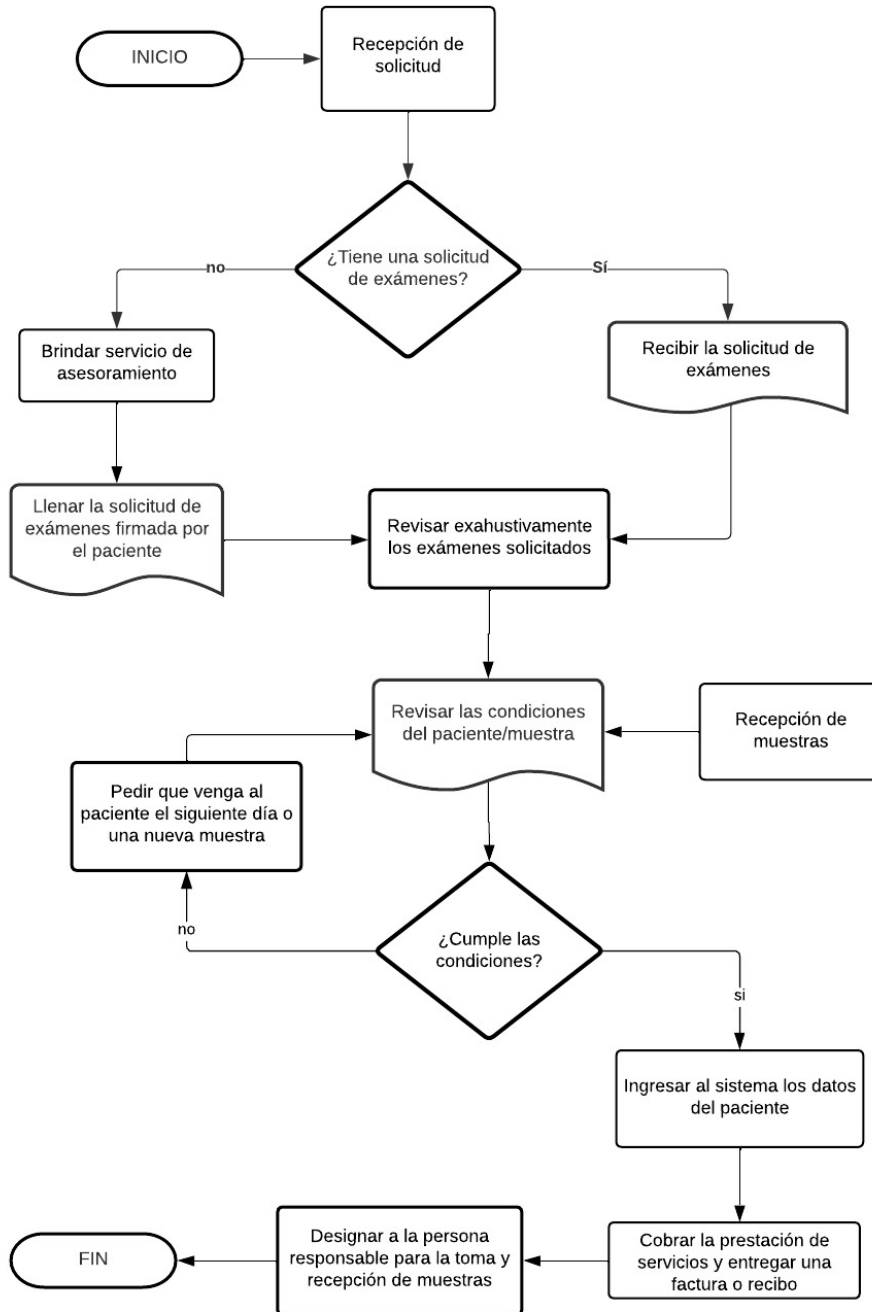 INICIO
Recepción de
solicitud
¿Tiene una solicitud
de exámenes?
no
Sí
Brindar servicio de
asesoramiento
Recibir la solicitud de
exámenes
Llenar la solicitud de
exámenes firmada por
el paciente
Revisar exahustivamente
los exámenes solicitados
Revisar las condiciones
del paciente/muestra
Recepción de
muestras
Pedir que venga al
paciente el siguiente día o
una nueva muestra
no
¿Cumple las
condiciones?
si
Ingresar al sistema los datos
del paciente
Cobrar la prestación de
servicios y entregar una
factura o recibo
Designar a la persona
responsable para la toma y
recepción de muestras
FIN